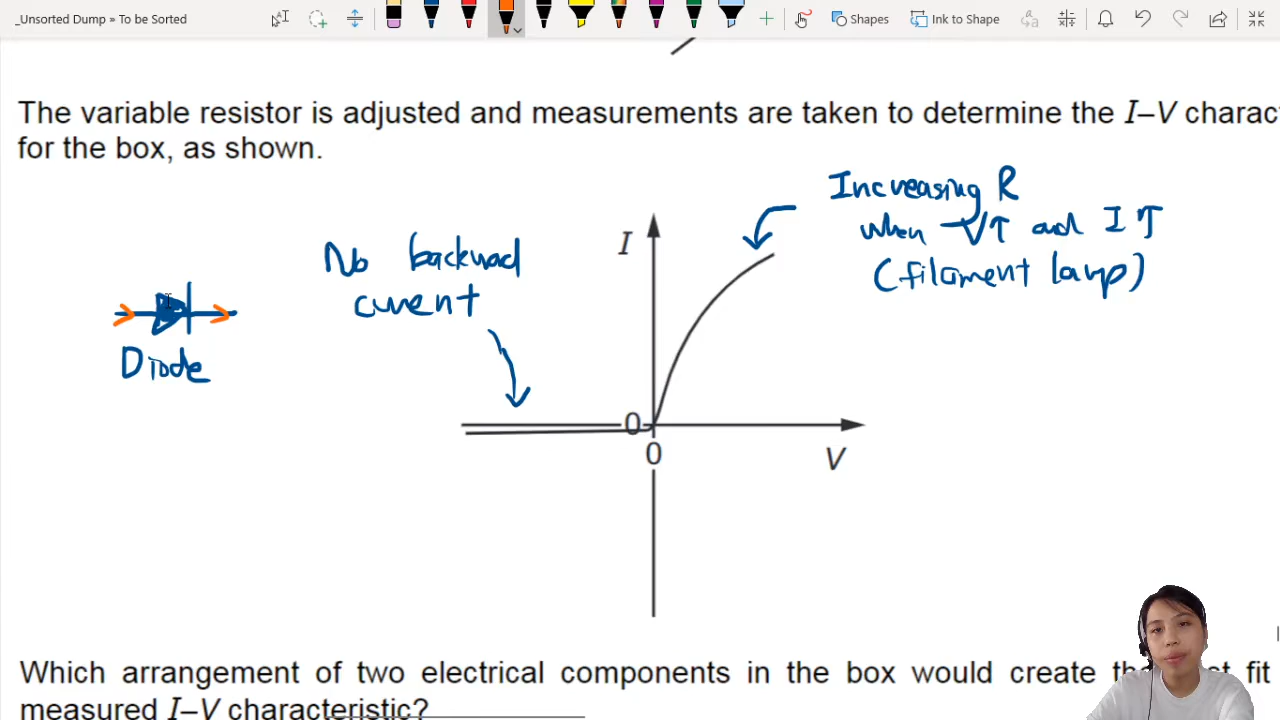 _Unsorted Dump » To be Sorted
Shapes
Ink to Shape
The variable resistor is adjusted and measurements are taken to determine the I–V charac
for the box, as shown.
Increasing R
when V↑ and I↑
(filament lamp)
No backward
current
Diode
I
0
0
V
Which arrangement of two electrical components in the box would create the fit
measured I–V characteristic?